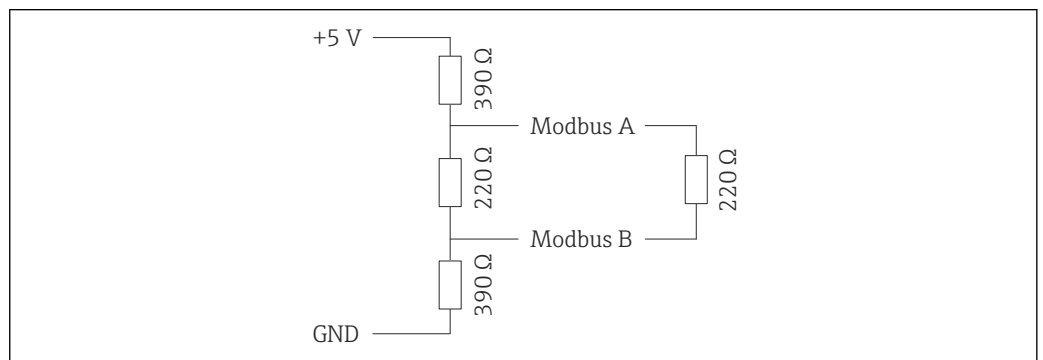 +5 V
390 Ω
Modbus A
220 Ω
220 Ω
Modbus B
390 Ω
GND